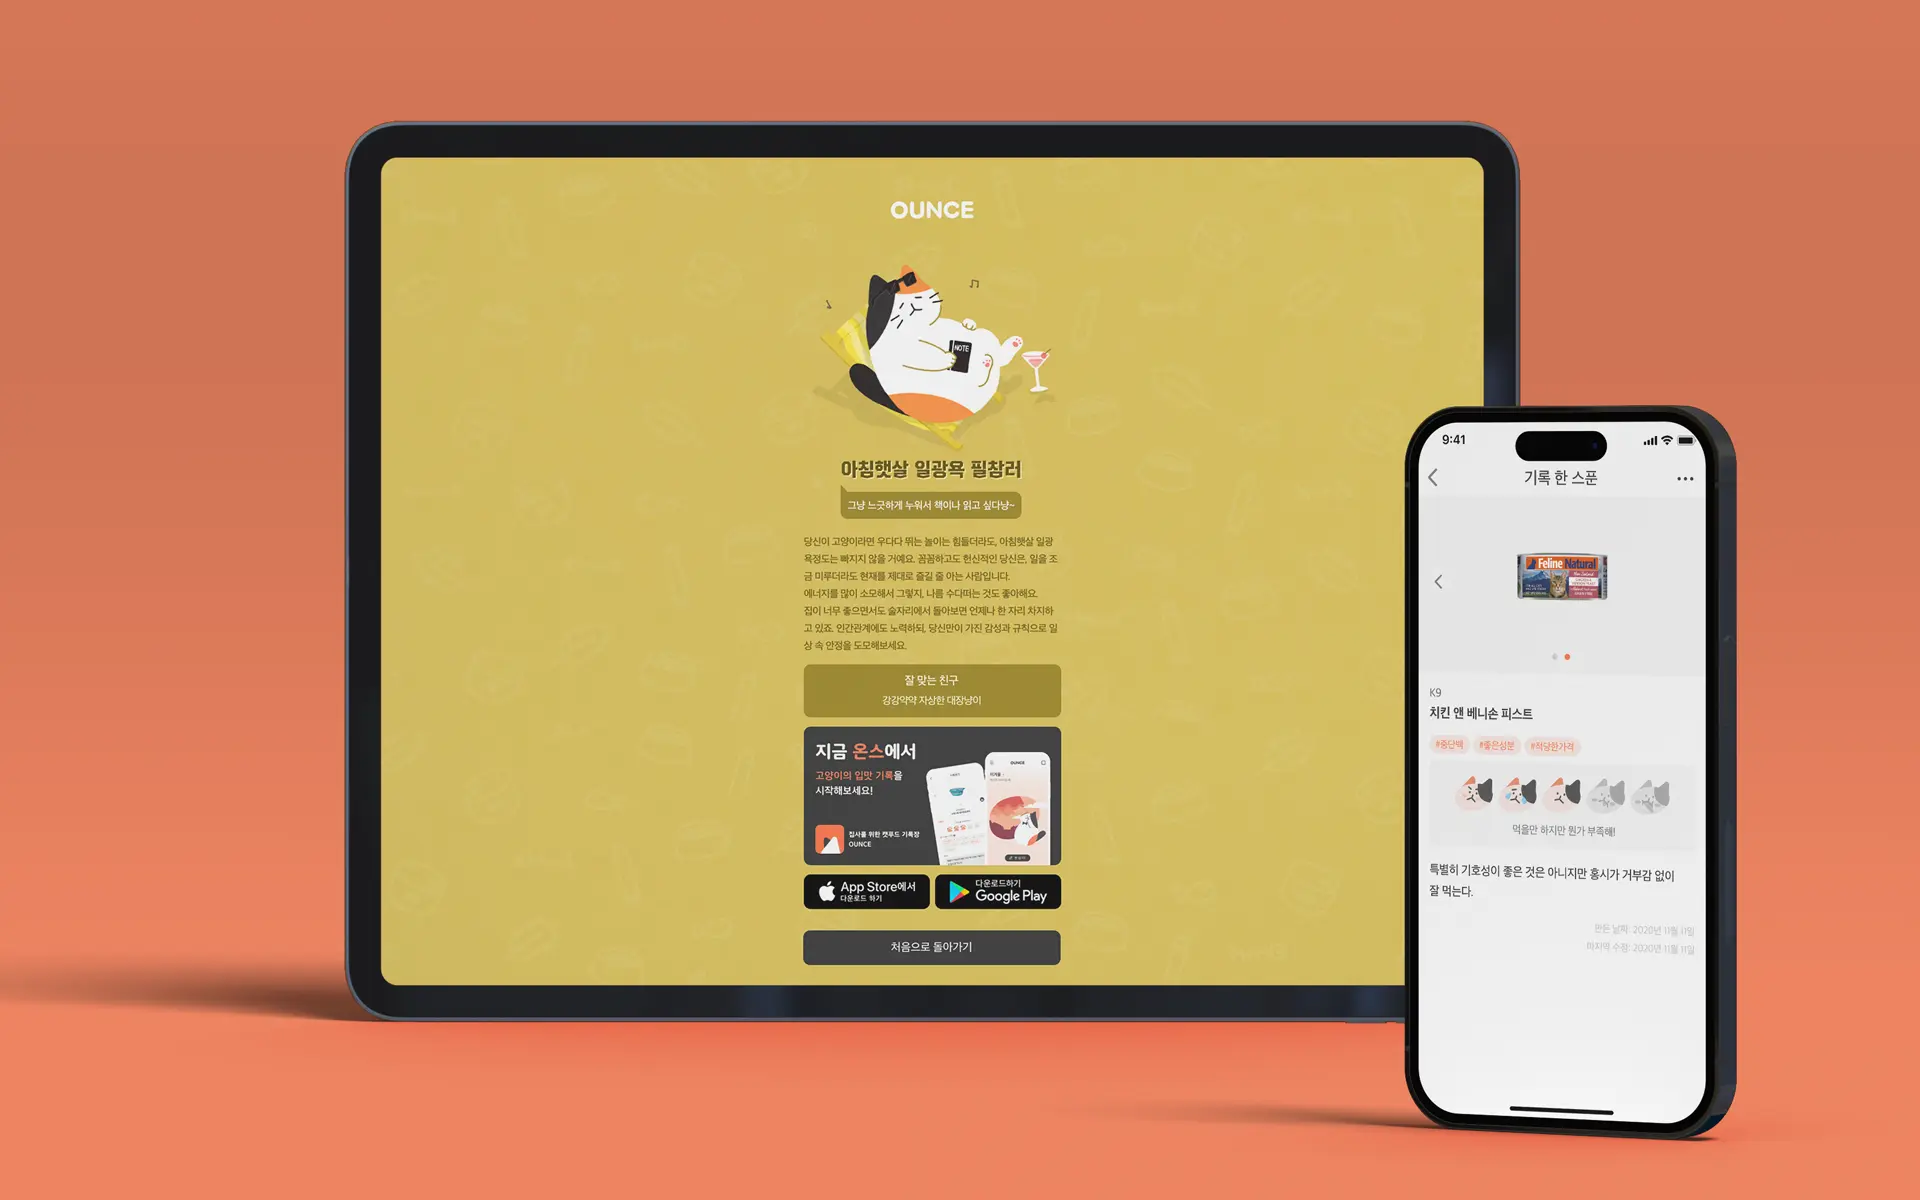 OUNCE
NOTE
아침햇살 일광욕 필참러
그냥 느긋하게 누워서 책이나 읽고 싶다냥~
당신이 고양이라면 우다다 뛰는 놀이는 힘들더라도, 아침햇살 일광
욕정도는 빠지지 않을 거예요. 꼼꼼하고도 헌신적인 당신은, 일을 조
금 미루더라도 현재를 제대로 즐길 줄 아는 사람입니다.
에너지를 많이 소모해서 그렇지, 나름 수다떠는 것도 좋아해요.
집이 너무 좋으면서도 술자리에서 돌아보면 언제나 한 자리 차지하
고 있죠. 인간관계에도 노력하되, 당신만이 가진 감성과 규칙으로 일
상 속 안정을 도모해보세요.
잘 맞는 친구
강강약약 자상한 대장냥이
지금 온스에서
고양이의 입맛 기록을
시작해보세요!
집사를 위한 캣푸드 기록장
OUNCE
OUNCE
App Store에서
다운로드 하기
다운로드하기
Google Play
처음으로 돌아가기
9:41
기록 한 스푼
Feline Natural
K9
치킨 앤 베니손 피스트
#중단백 #좋은성분 #적당한가격
먹을만 하지만 뭔가 부족해!
특별히 기호성이 좋은 것은 아니지만 홍시가 거부감 없이
잘 먹는다.
만든 날짜: 2020년 11월 11일
마지막 수정: 2020년 11월 11일